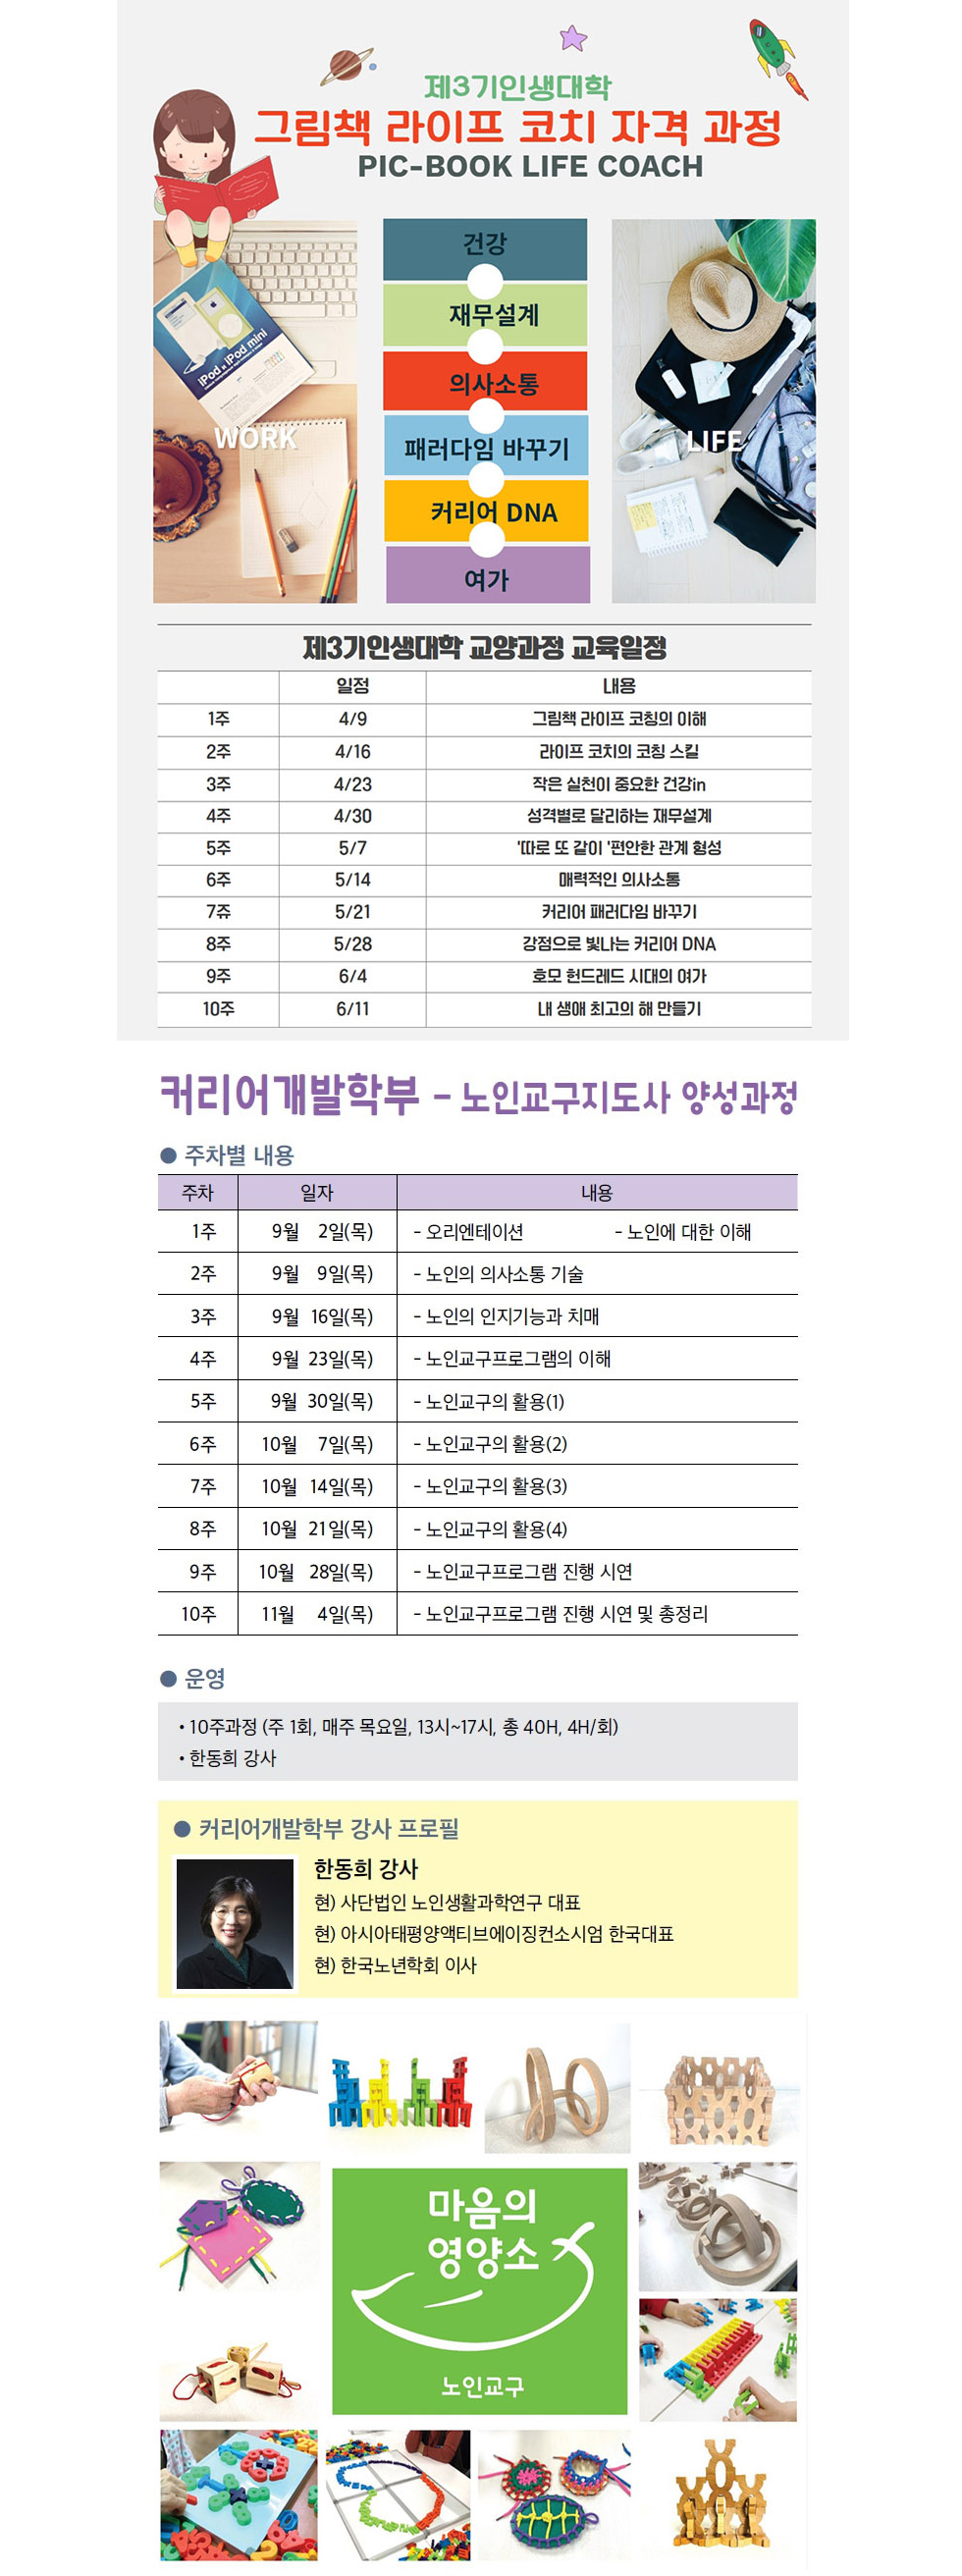 제3기인생대학
그림책 라이프 코치 자격 과정
PIC-BOOK LIFE COACH
iPod × iPod mini
WORK
건강
재무설계
의사소통
패러다임 바꾸기
커리어 DNA
여가
LIFE
제3기인생대학 교양과정 교육일정
일정 내용
1주 4/9 그림책 라이프 코칭의 이해
2주 4/16 라이프 코치의 코칭 스킬
3주 4/23 작은 실천이 중요한 건강in
4주 4/30 성격별로 달리하는 재무설계
5주 5/7 '따로 또 같이 '편안한 관계 형성
6주 5/14 매력적인 의사소통
7쥬 5/21 커리어 패러다임 바꾸기
8주 5/28 강점으로 빛나는 커리어 DNA
9주 6/4 호모 헌드레드 시대의 여가
10주 6/11 내 생애 최고의 해 만들기
커리어개발학부 - 노인교구지도사 양성과정
● 주차별 내용
주차 일자 내용
1주 9월 2일(목) - 오리엔테이션 - 노인에 대한 이해
2주 9월 9일(목) - 노인의 의사소통 기술
3주 9월 16일(목) - 노인의 인지기능과 치매
4주 9월 23일(목) - 노인교구프로그램의 이해
5주 9월 30일(목) - 노인교구의 활용(1)
6주 10월 7일(목) - 노인교구의 활용(2)
7주 10월 14일(목) - 노인교구의 활용(3)
8주 10월 21일(목) - 노인교구의 활용(4)
9주 10월 28일(목) - 노인교구프로그램 진행 시연
10주 11월 4일(목) - 노인교구프로그램 진행 시연 및 총정리
● 운영
• 10주과정 (주 1회, 매주 목요일, 13시~17시, 총 40H, 4H/회)
• 한동희 강사
● 커리어개발학부 강사 프로필
한동희 강사
현) 사단법인 노인생활과학연구 대표
현) 아시아태평양액티브에이징컨소시엄 한국대표
현) 한국노년학회 이사
마음의
영양소
노인교구